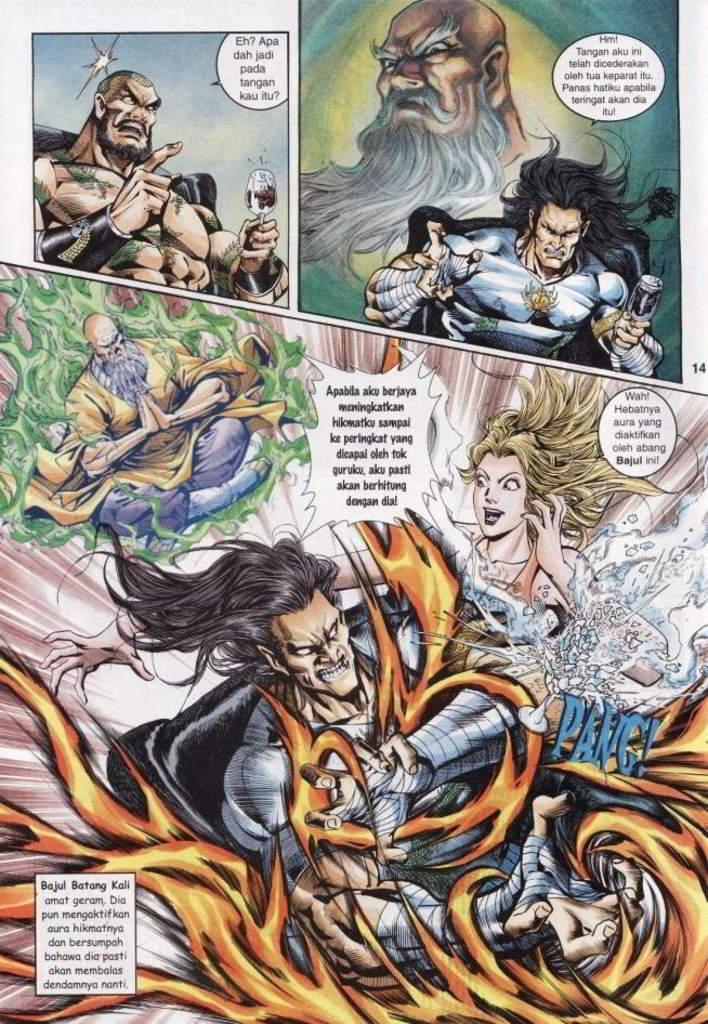 Eh? Apa
dah jadi
pada
tangan
kau itu?
Hm!
Tangan aku ini
telah dicederakan
oleh tua keparat itu.
Panas hatiku apabila
teringat akan dia
itu!
14
Apabila aku berjaya
meningkatkan
hikmatku sampai
ke peringkat yang
dicapai oleh tok
guruku, aku pasti
akan berhitung
dengan dia!
Wah!
Hebatnya
aura yang
diaktifkan
oleh abang
Bajul ini!
PANG!
Bajul Batang Kali
amat geram. Dia
pun mengaktifkan
aura hikmatnya
dan bersumpah
bahawa dia pasti
akan membalas
dendamnya nanti.